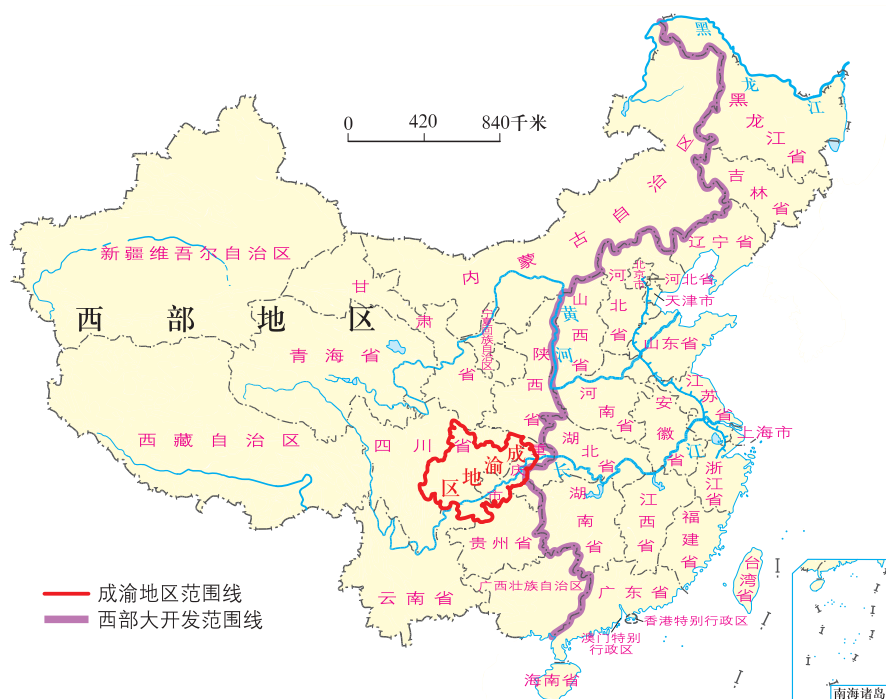 黑
龙
江
0 420 840千米
黑
龙
江
省
吉
林
省
辽宁省
内 蒙 古 自 治 区
新疆维吾尔自治区
西部地区
甘
肃
省
宁夏回族自治区
青海省
西藏自治区
北京市
河北省
天津市
河
北
省
山
西
省
黄
河
陕
西
省
山东省
河
南
省
江
苏
省
安
徽
省
上海市
四川省
重
庆
市
成
渝
地
区
湖
北
省
长
江
浙
江
省
湖
南
省
江
西
省
福
建
省
贵州省
云南省
广西壮族自治区
广东省
台
湾
省
香港特别行政区
澳门特别
行政区
海南省
成渝地区范围线
西部大开发范围线
南海诸岛